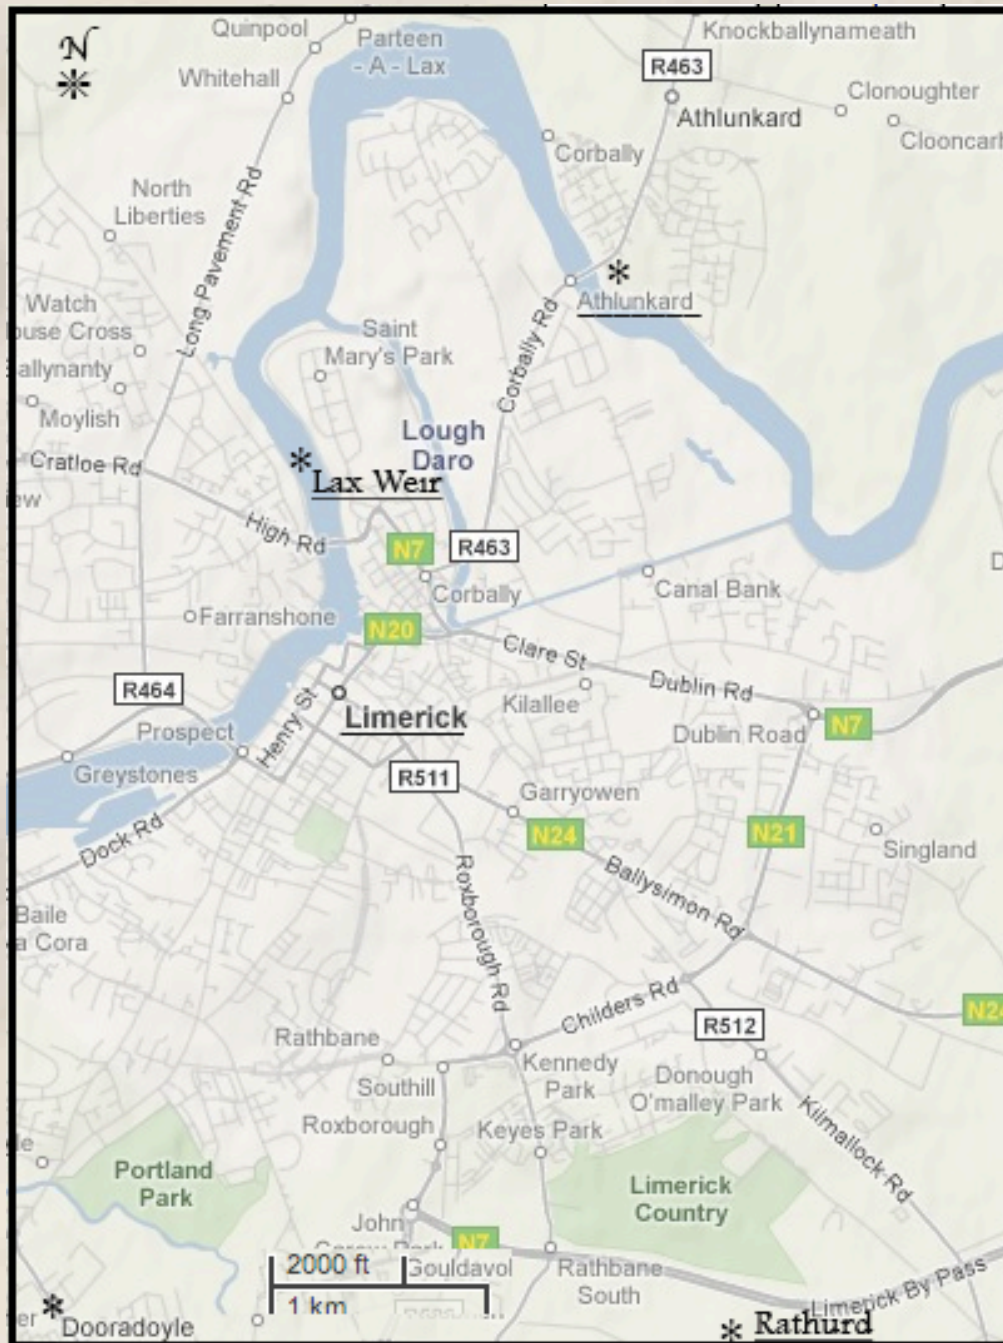 N
Quinpool
Parteen
- A - Lax
Knockballynameath
R463
Whitehall
Clonoughter
Athlunkard
Corbally
North
Liberties
Long Pavement Rd
Athlunkard
Watch
Cross
Saint
Mary's Park
Corbally Rd
Moylish
Lough
Daro
Cratloe Rd
Lax Weir
High Rd
N7
R463
Corbally
Canal Bank
Farranshone
N20
Clare St
Dublin Rd
R464
Kilallee
Henry St
Limerick
Prospect
Dublin Road
N7
Greystones
R511
Garryowen
N24
N21
Singland
Dock Rd
Ballysimon Rd
Roxborough Rd
Baile
a Cora
Childers Rd
N24
R512
Rathbane
Kennedy
Park
Southill
Donough
O'malley Park
Kilmallock Rd
Roxborough
Keyes Park
Portland
Park
Limerick
Country
John
N7
2000 ft
Gouldavol
Rathbane
South
1 km
Limerick By Pass
Dooradoyle
Rathurd